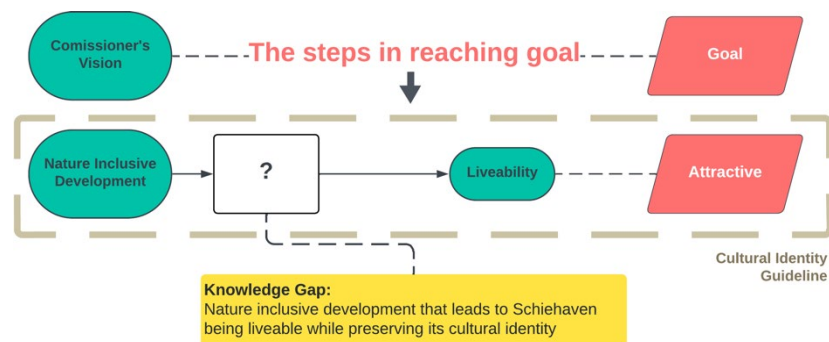 Comissioner's
Vision
The steps in reaching goal
Goal
Nature Inclusive
Development
?
Liveability
Attractive
Cultural Identity
Guideline
Knowledge Gap:
Nature inclusive development that leads to Schiehaven
being liveable while preserving its cultural identity